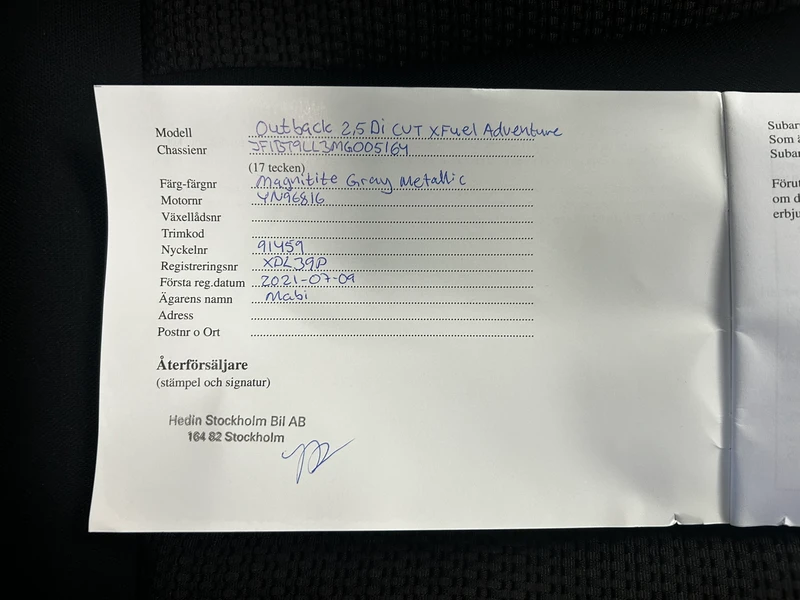 Modell Outback 2,5 Di CVT XFuel Adventure
Chassienr JF1BT9LL3MG005164
(17 tecken)
Färg-färgnr Magnitite Gray Metallic
Motornr YN96816
Växellådsnr
Trimkod
Nyckelnr 91459
Registreringsnr XDL39P
Första reg.datum 2021-07-09
Ägarens namn Mabi
Adress
Postnr o Ort
Återförsäljare
(stämpel och signatur)
Hedin Stockholm Bil AB
164 82 Stockholm
Subar
Som ä
Subar
Förut
om d
erbju